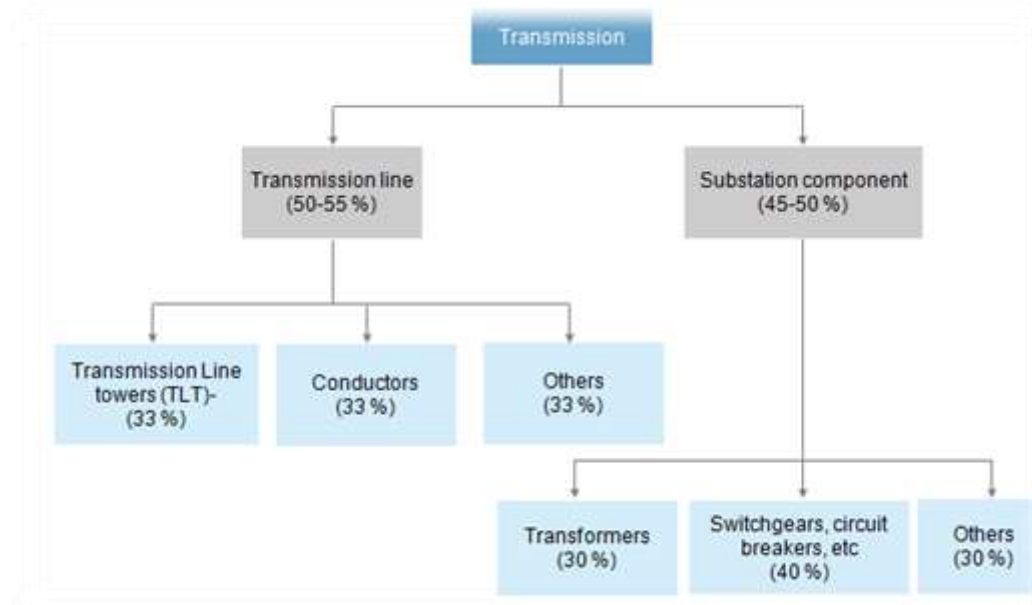 Transmission
Transmission line
(50-55 %)
Substation component
(45-50 %)
Transmission Line
towers (TLT)-
(33 %)
Conductors
(33 %)
Others
(33 %)
Transformers
(30 %)
Switchgears, circuit
breakers, etc
(40 %)
Others
(30 %)